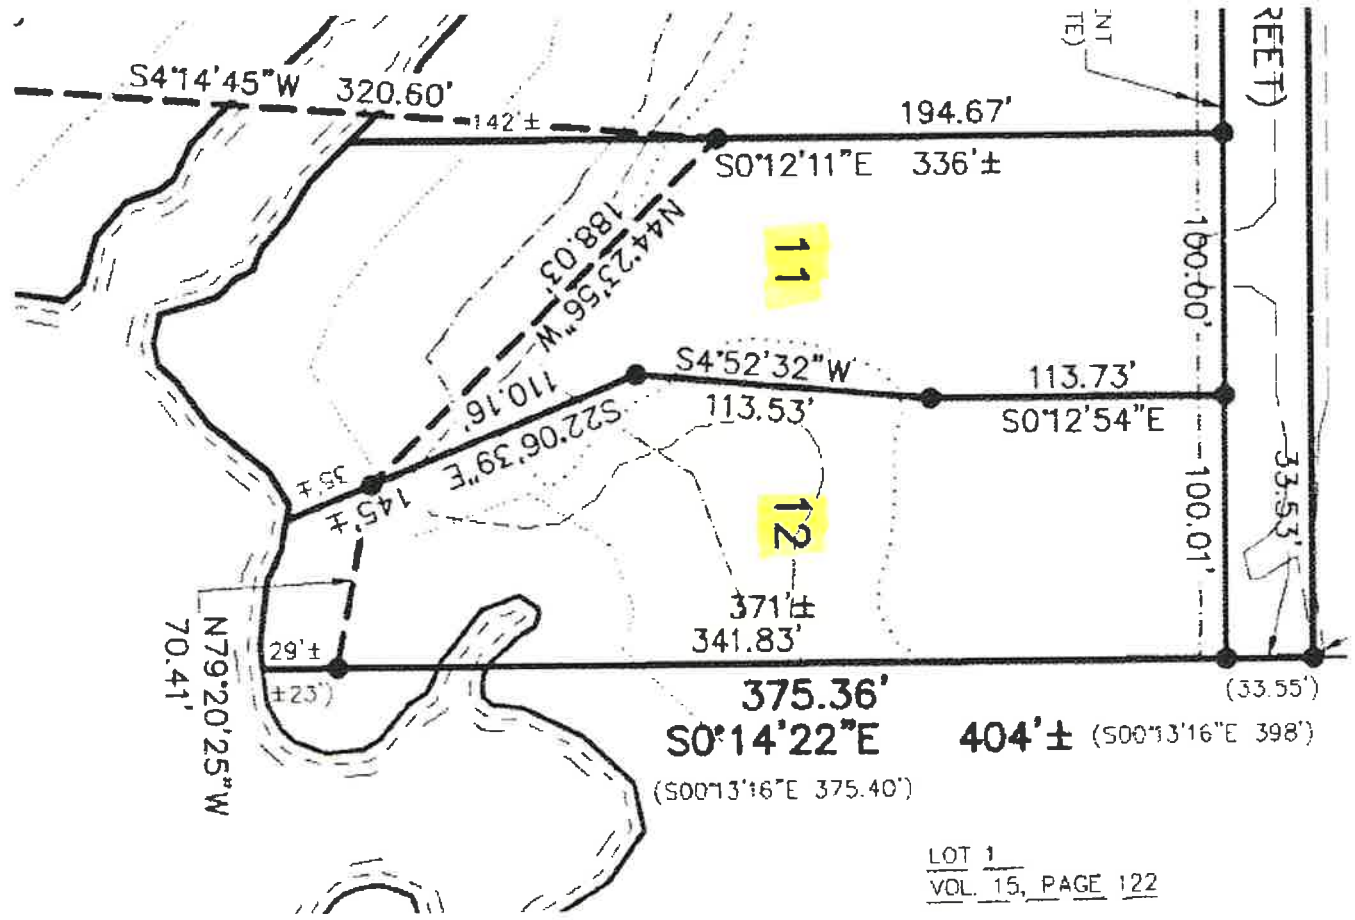 S4°14'45"W 320.60'
142'±
194.67'
S0°12'11"E 336'±
TE)
REET)
N44°23'56"W
188.03'
11
100.00'
S4°52'32"W
113.53'
113.73'
S0°12'54"E
110.16'
S22°06'39"E
35'±
145'±
12
100.01'
33.53'
371'±
341.83'
29'±
±23')
N79°20'25"W
70.41'
375.36'
S0°14'22"E 404'± (S00°13'16"E 398')
(33.55')
(S00°13'16"E 375.40')
LOT 1
VOL. 15, PAGE 122